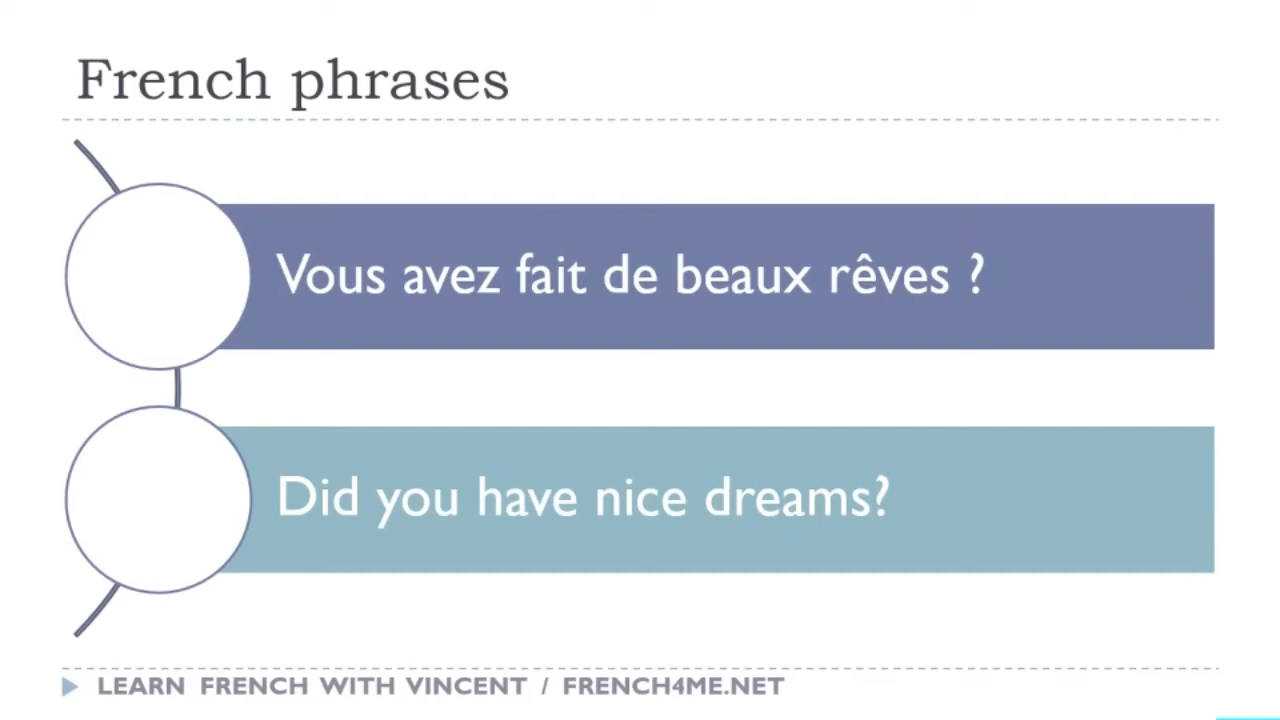 French phrases
Vous avez fait de beaux rêves ?
Did you have nice dreams?
LEARN FRENCH WITH VINCENT / FRENCH4ME.NET